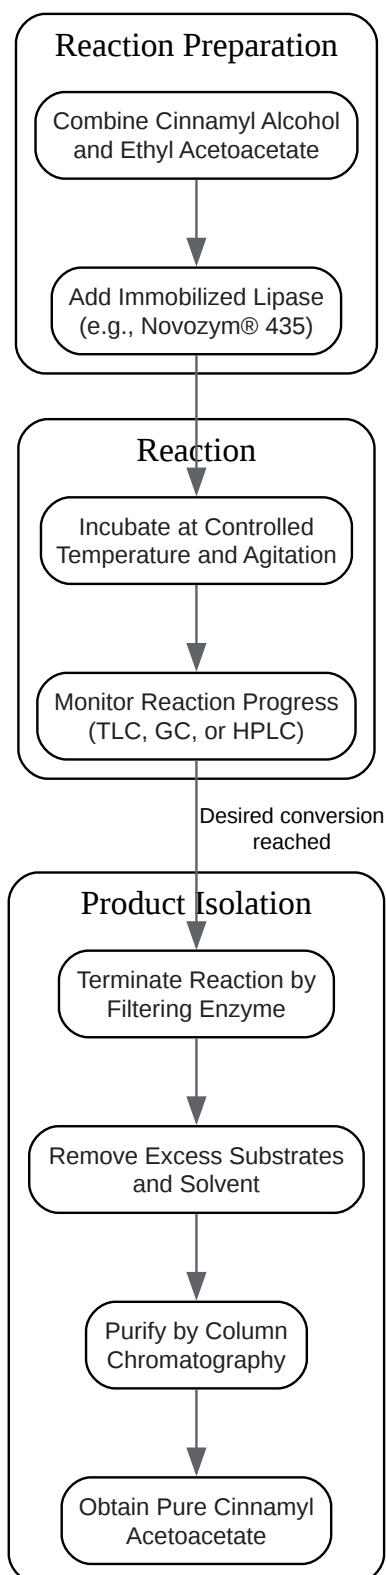 Reaction Preparation
Combine Cinnamyl Alcohol
and Ethyl Acetoacetate
Add Immobilized Lipase
(e.g., Novozym® 435)
Reaction
Incubate at Controlled
Temperature and Agitation
Monitor Reaction Progress
(TLC, GC, or HPLC)
Desired conversion
reached
Product Isolation
Terminate Reaction by
Filtering Enzyme
Remove Excess Substrates
and Solvent
Purify by Column
Chromatography
Obtain Pure Cinnamyl
Acetoacetate